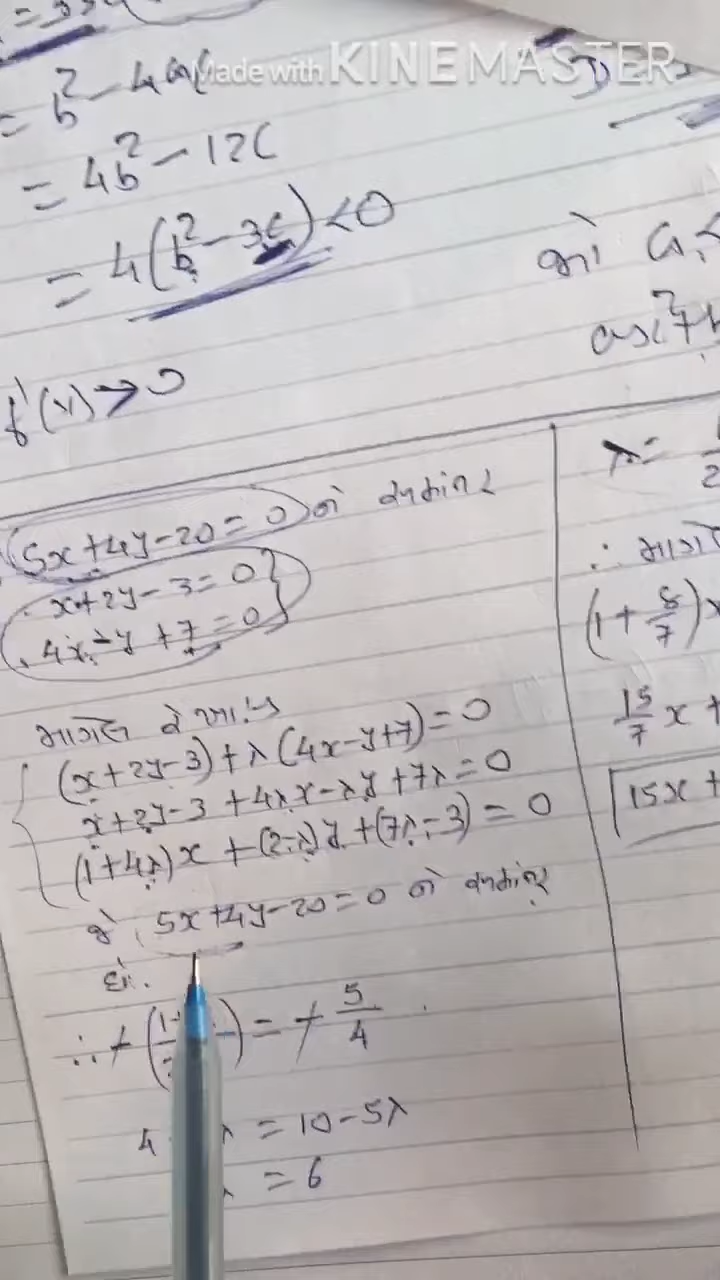 Made with KINEMASTER
= b² - 4ac
= 4b² - 12c
= 4(b² - 3c) < 0
f'(x) > 0
5x + 4y - 20 = 0 ને સમાંતર
x + 2y - 3 = 0
4x - y + 7 = 0
માગેલ રેખા
(x + 2y - 3) + λ(4x - y + 7) = 0
x + 2y - 3 + 4λx - λy + 7λ = 0
(1 + 4λ)x + (2 - λ)y + (7λ - 3) = 0
જે 5x + 4y - 20 = 0 ને સમાંતર
છે.
= 5/4
4 = 10 - 5λ
= 6
જો a <
ax² + b
λ =
∴ માગે
(1 + 8/7)x
15/7 x +
15x +